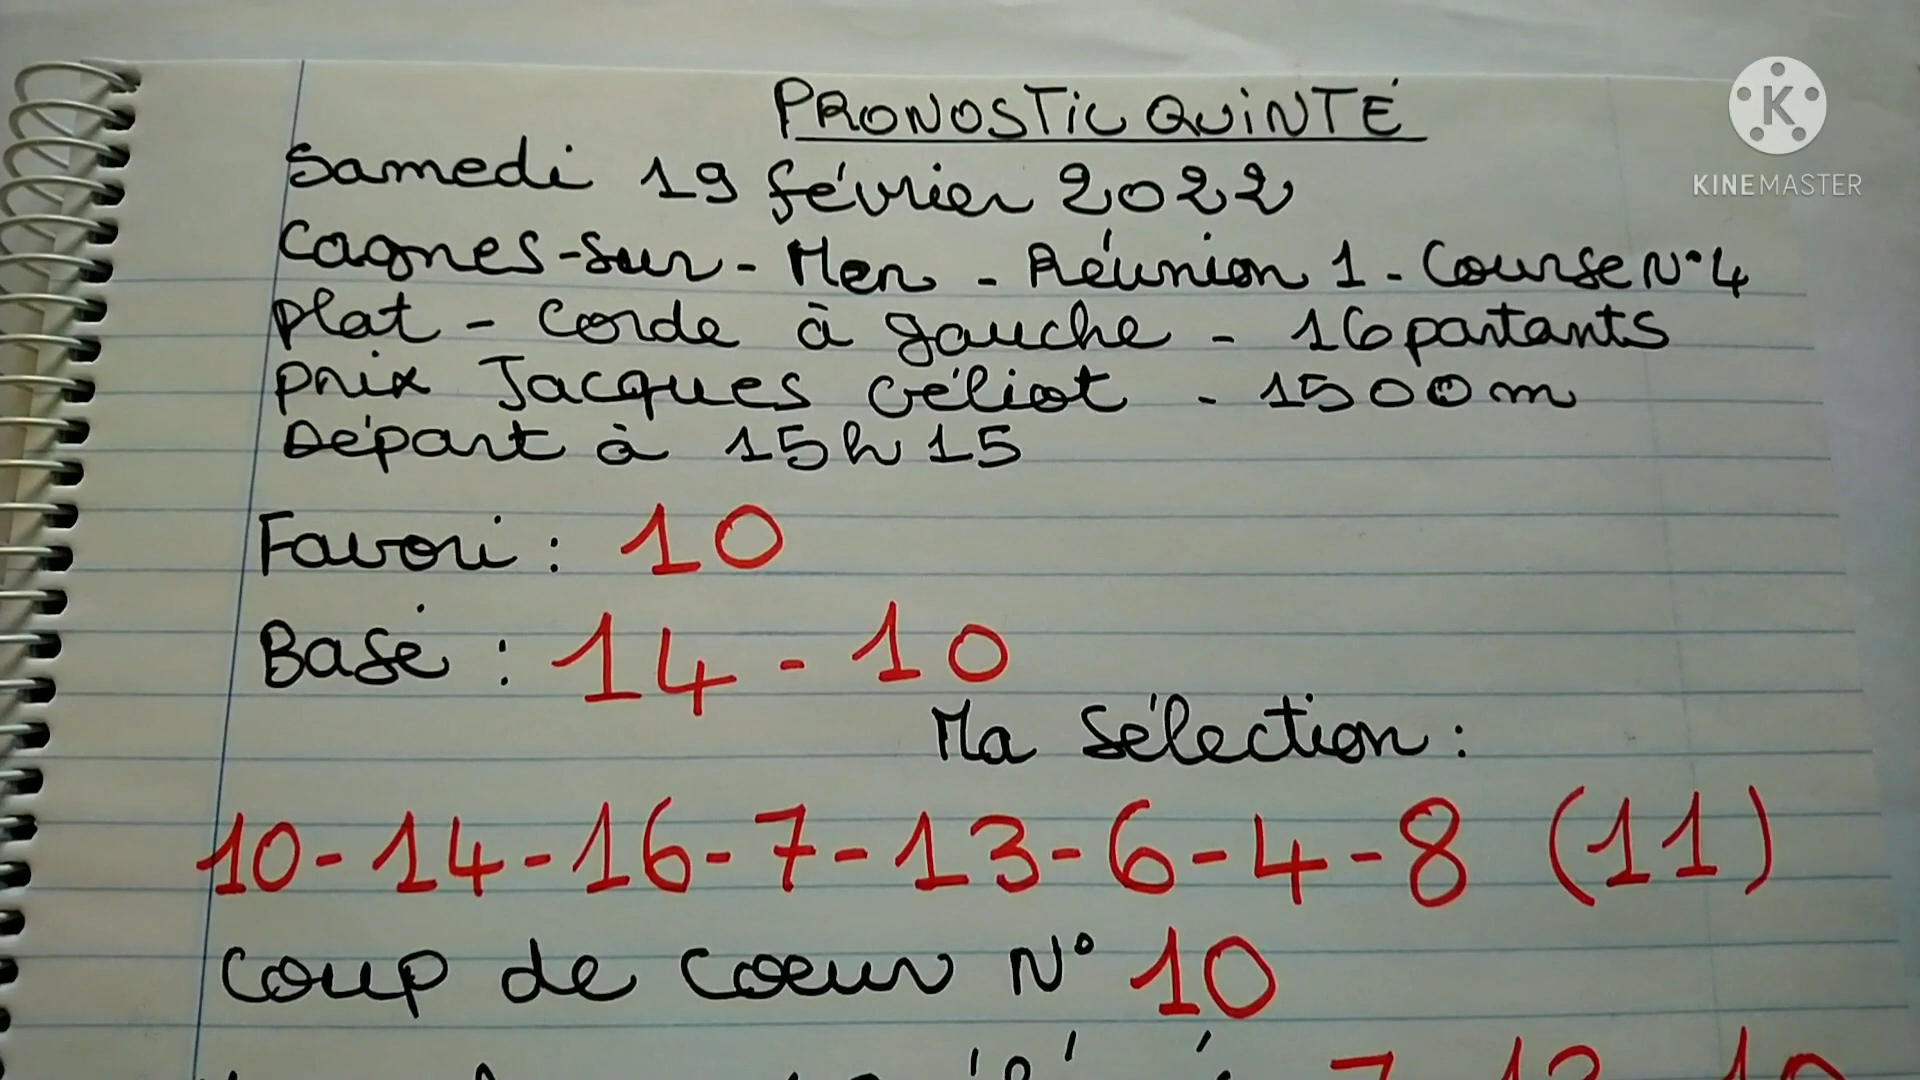 PRONOSTIC QUINTÉ
K
KINEMASTER
Samedi 19 février 2022
Cagnes-sur-Mer - Réunion 1 - Course N°4
plat - corde à gauche - 16 partants
prix Jacques Géliot - 1500m
Départ à 15h15
Favori : 10
Base : 14 - 10
Ma Sélection :
10-14-16-7-13-6-4-8 (11)
Coup de coeur N° 10